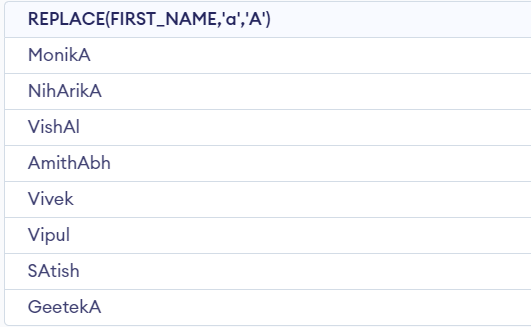 REPLACE(FIRST_NAME,'a','A')
MonikA
NihArikA
VishAl
AmithAbh
Vivek
Vipul
SAtish
GeetekA